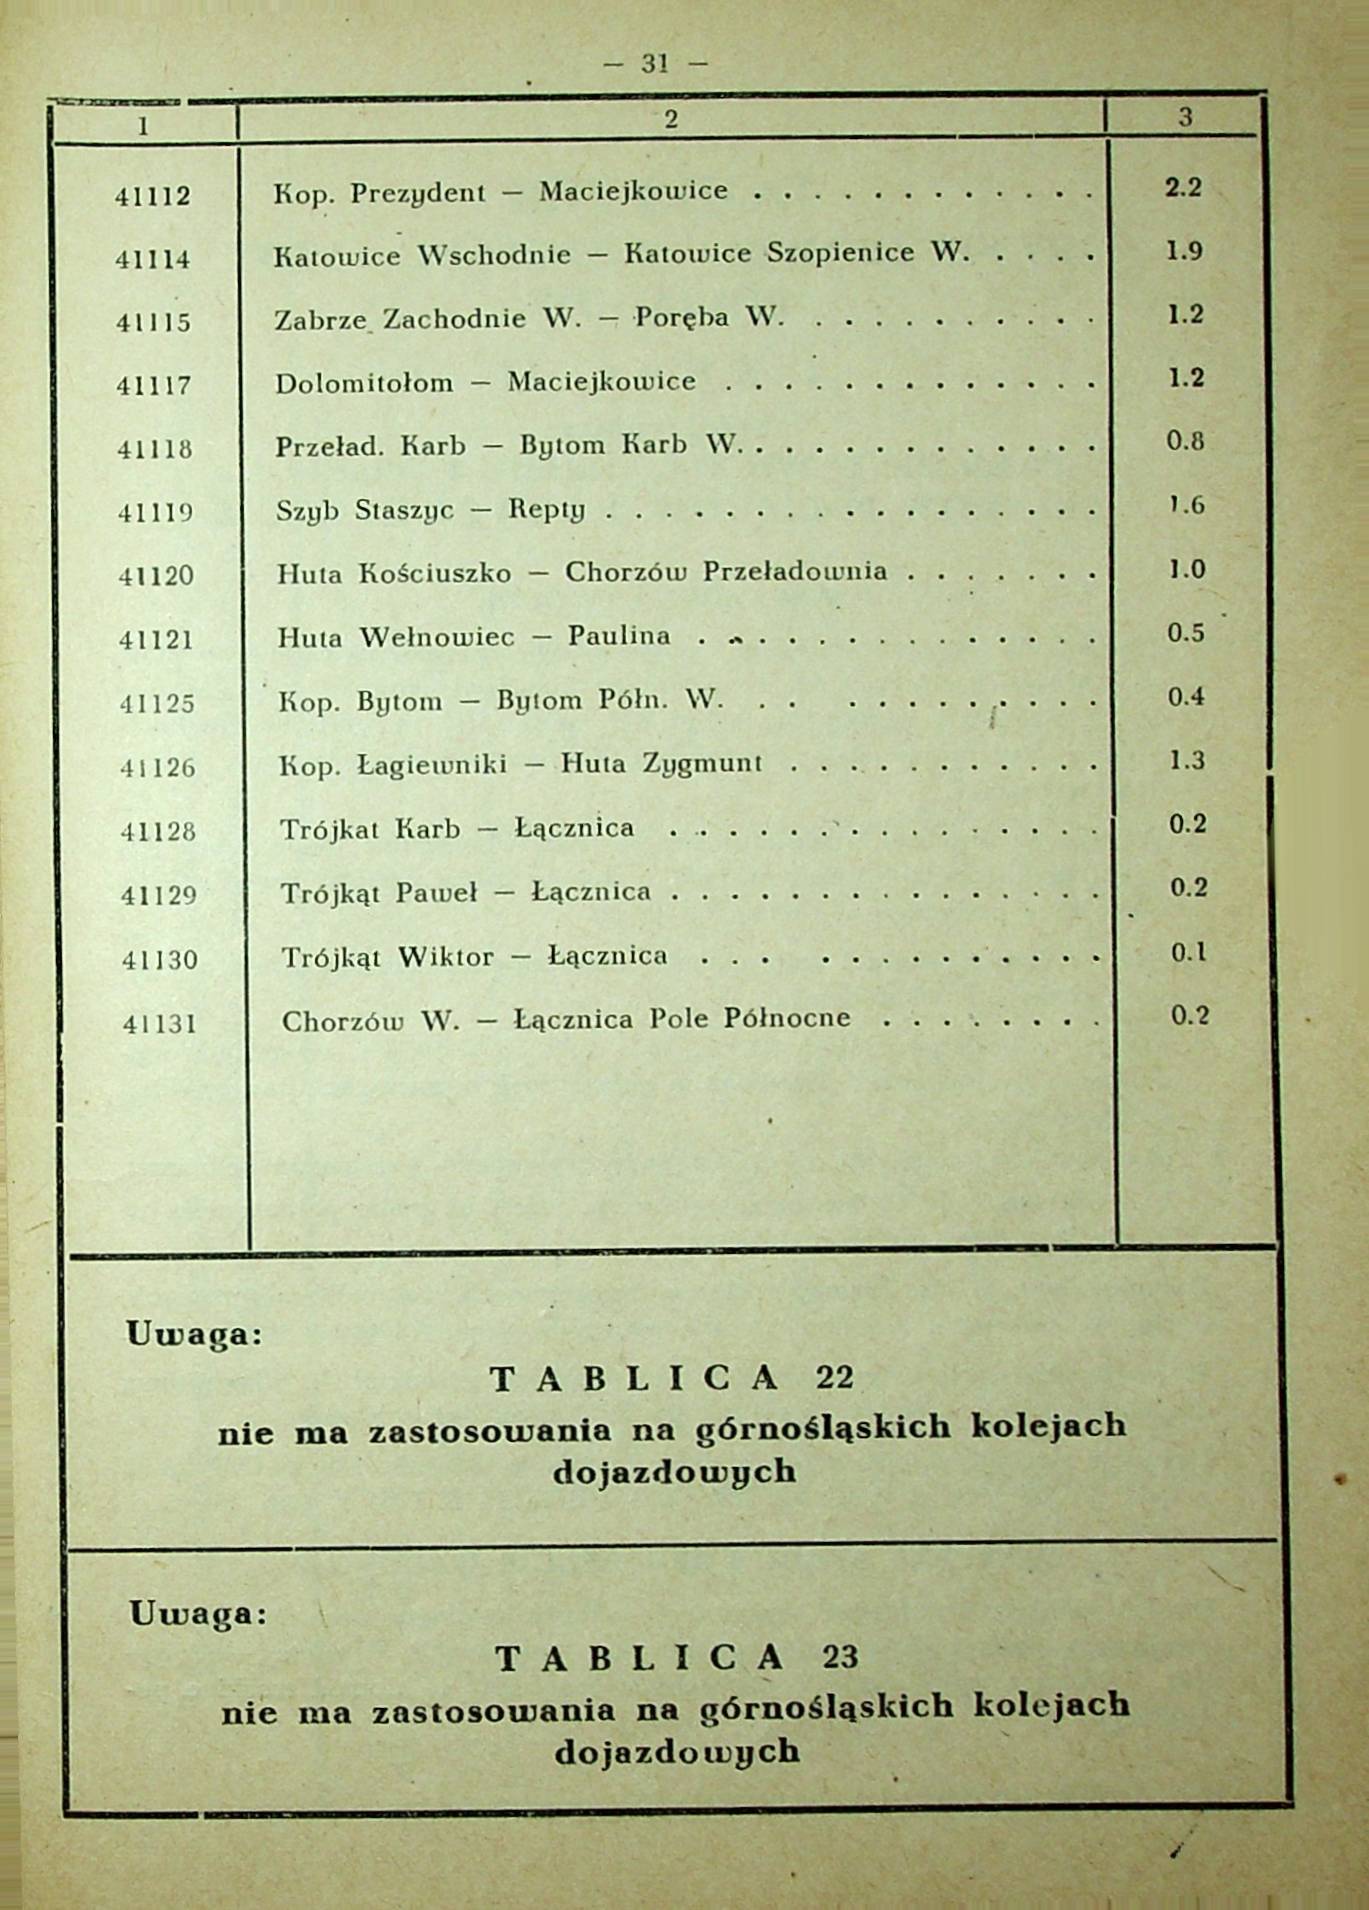 — 31 —
1 2 3
41112 Kop. Prezydent — Maciejkowice . . . . . . . . . . . . 2.2
41114 Katowice Wschodnie — Katowice Szopienice W. . . . . 1.9
41115 Zabrze Zachodnie W. — Poręba W. . . . . . . . . . . 1.2
41117 Dolomitołom — Maciejkowice . . . . . . . . . . . . . 1.2
41118 Przeład. Karb — Bytom Karb W. . . . . . . . . . . . . 0.8
41119 Szyb Staszyc — Repty . . . . . . . . . . . . . . . . . 1.6
41120 Huta Kościuszko — Chorzów Przeładownia . . . . . . . 1.0
41121 Huta Wełnowiec — Paulina . . . . . . . . . . . . . . 0.5
41125 Kop. Bytom — Bytom Półn. W. . . . . . . . . . . . 0.4
41126 Kop. Łagiewniki — Huta Zygmunt . . . . . . . . . . . 1.3
41128 Trójkat Karb — Łącznica . . . . . . . . . . . . . . . 0.2
41129 Trójkąt Paweł — Łącznica . . . . . . . . . . . . . . . 0.2
41130 Trójkąt Wiktor — Łącznica . . . . . . . . . . . . . 0.1
41131 Chorzów W. — Łącznica Pole Północne . . . . . . . . 0.2
Uwaga:
TABLICA 22
nie ma zastosowania na górnośląskich kolejach
dojazdowych
Uwaga:
TABLICA 23
nie ma zastosowania na górnośląskich kolejach
dojazdowych